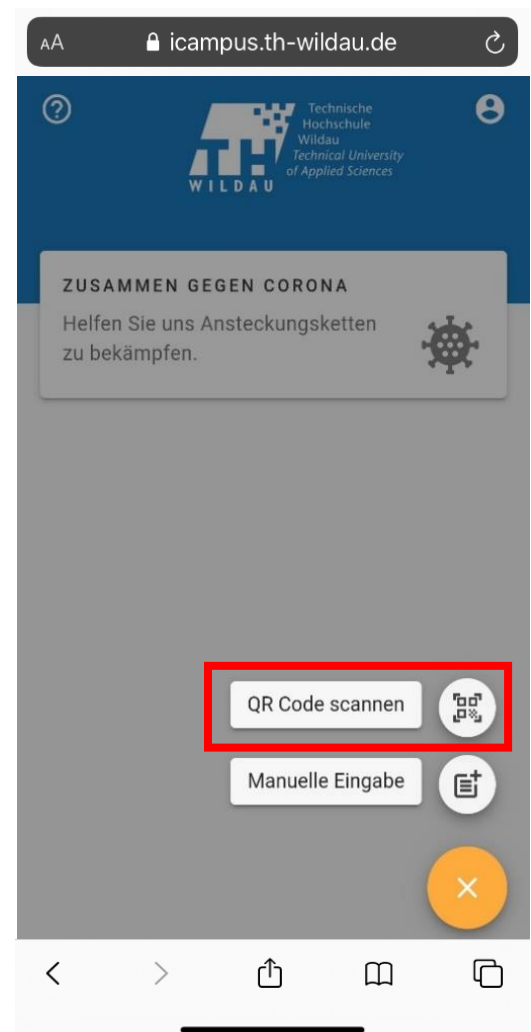 AA
icampus.th-wildau.de
Technische
Hochschule
Wildau
Technical University
of Applied Sciences
TH
WILDAU
ZUSAMMEN GEGEN CORONA
Helfen Sie uns Ansteckungsketten
zu bekämpfen.
QR Code scannen
Manuelle Eingabe